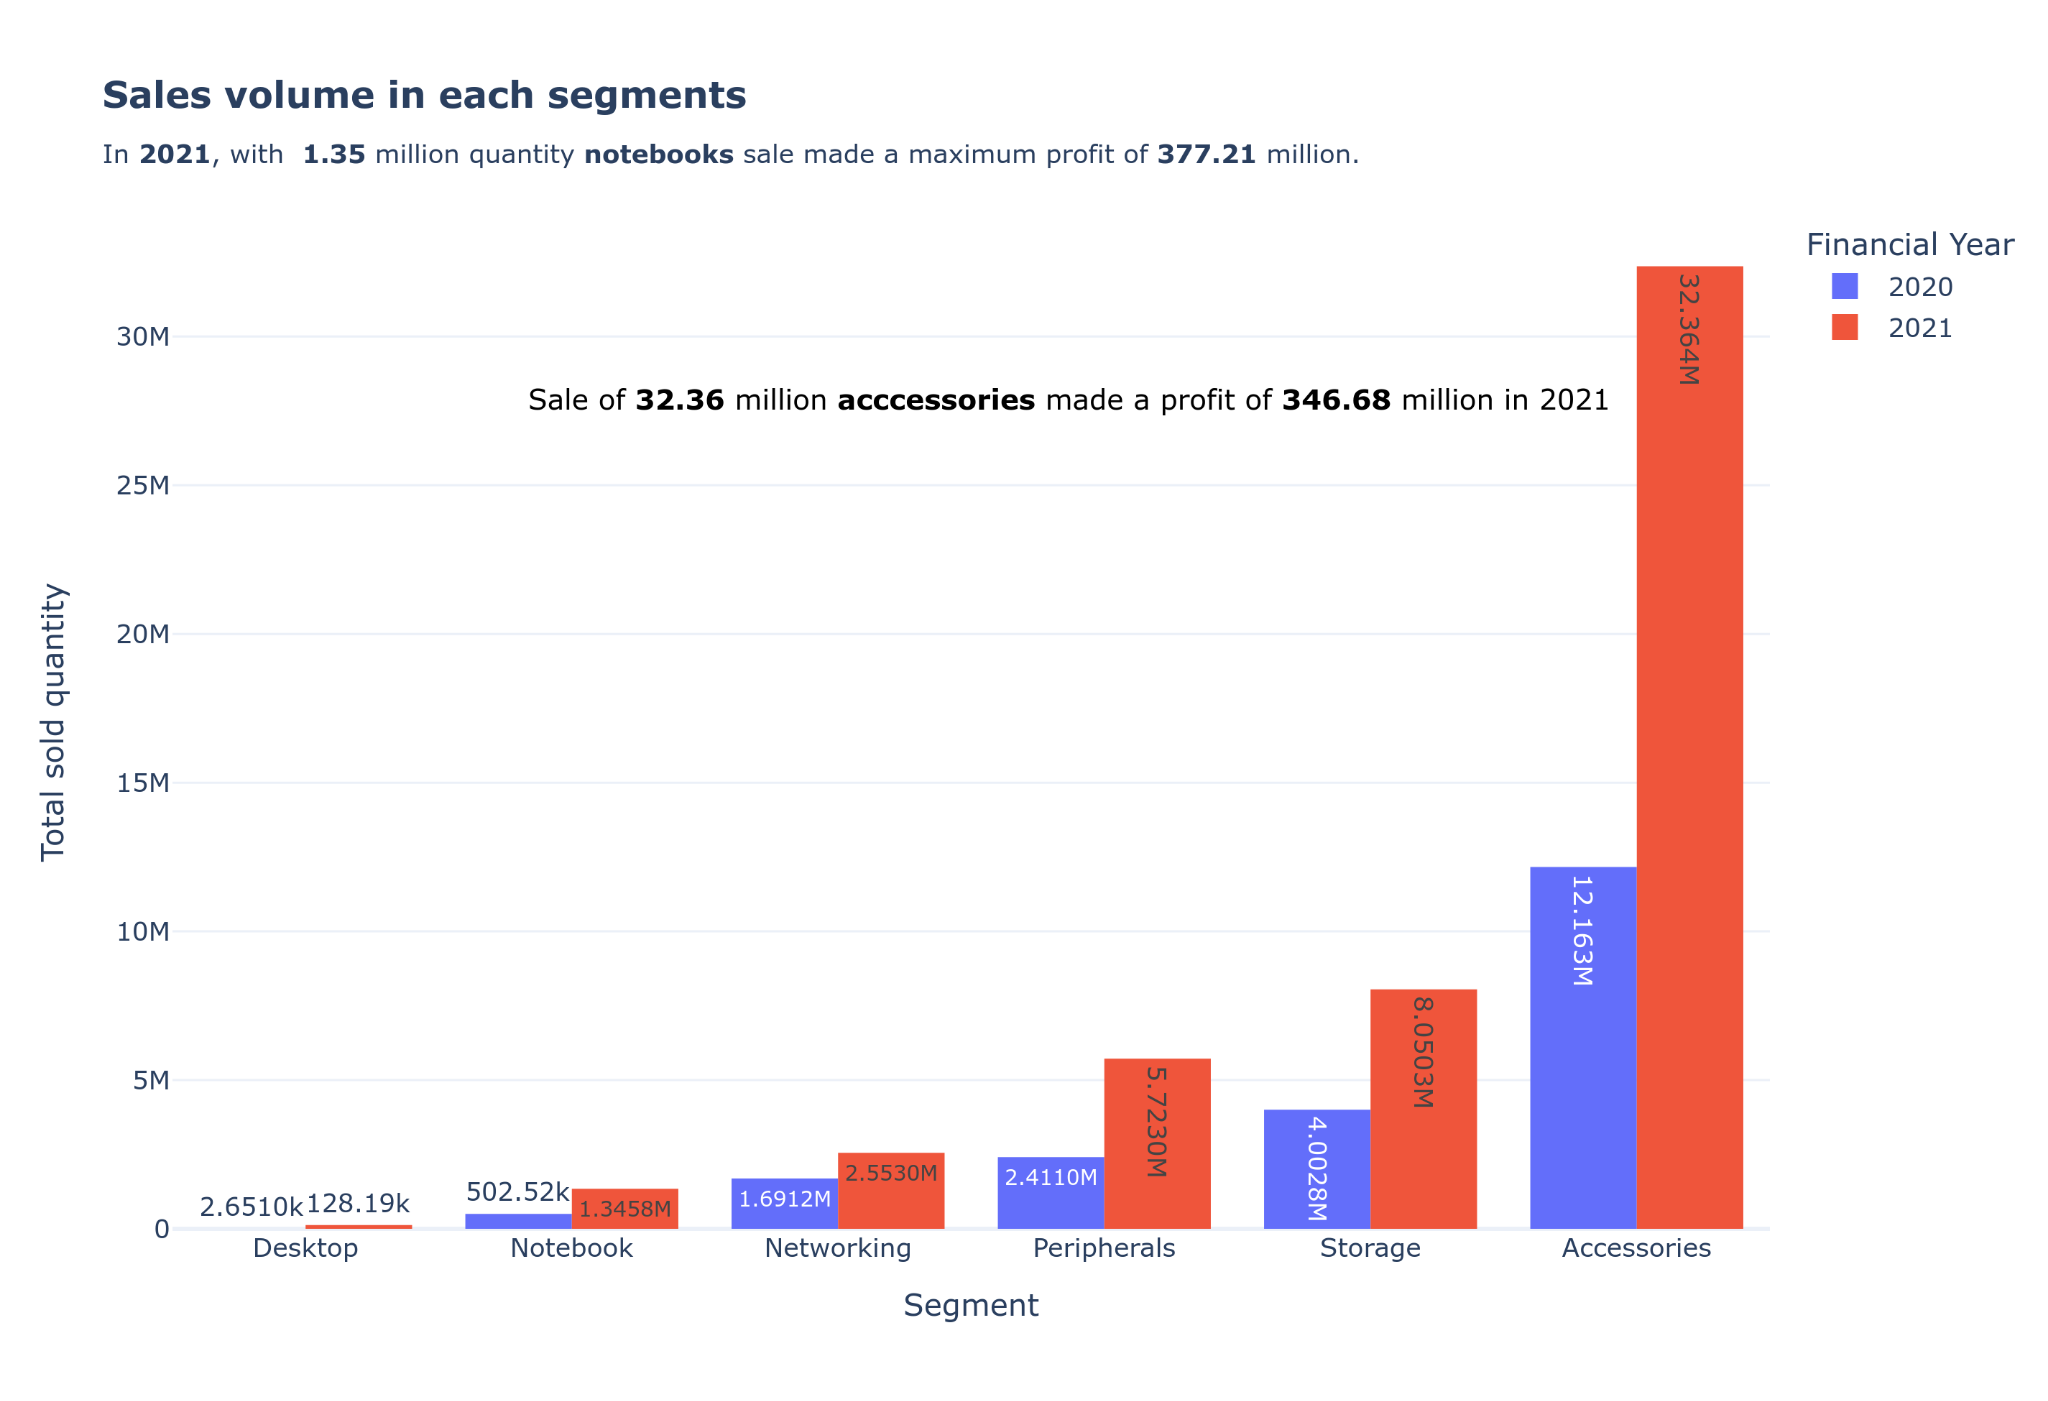 Sales volume in each segments
In 2021, with  1.35 million quantity notebooks sale made a maximum profit of 377.21 million.
Financial Year
2020
2021
Sale of 32.36 million acccessories made a profit of 346.68 million in 2021
Total sold quantity
30M
25M
20M
15M
10M
5M
0
2.6510k
128.19k
502.52k
1.3458M
1.6912M
2.5530M
2.4110M
5.7230M
4.0028M
8.0503M
12.163M
32.364M
Desktop
Notebook
Networking
Peripherals
Storage
Accessories
Segment